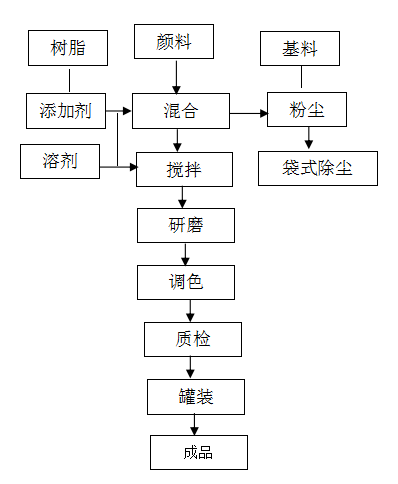 树脂
颜料
基料
添加剂
混合
粉尘
溶剂
搅拌
袋式除尘
研磨
调色
质检
罐装
成品